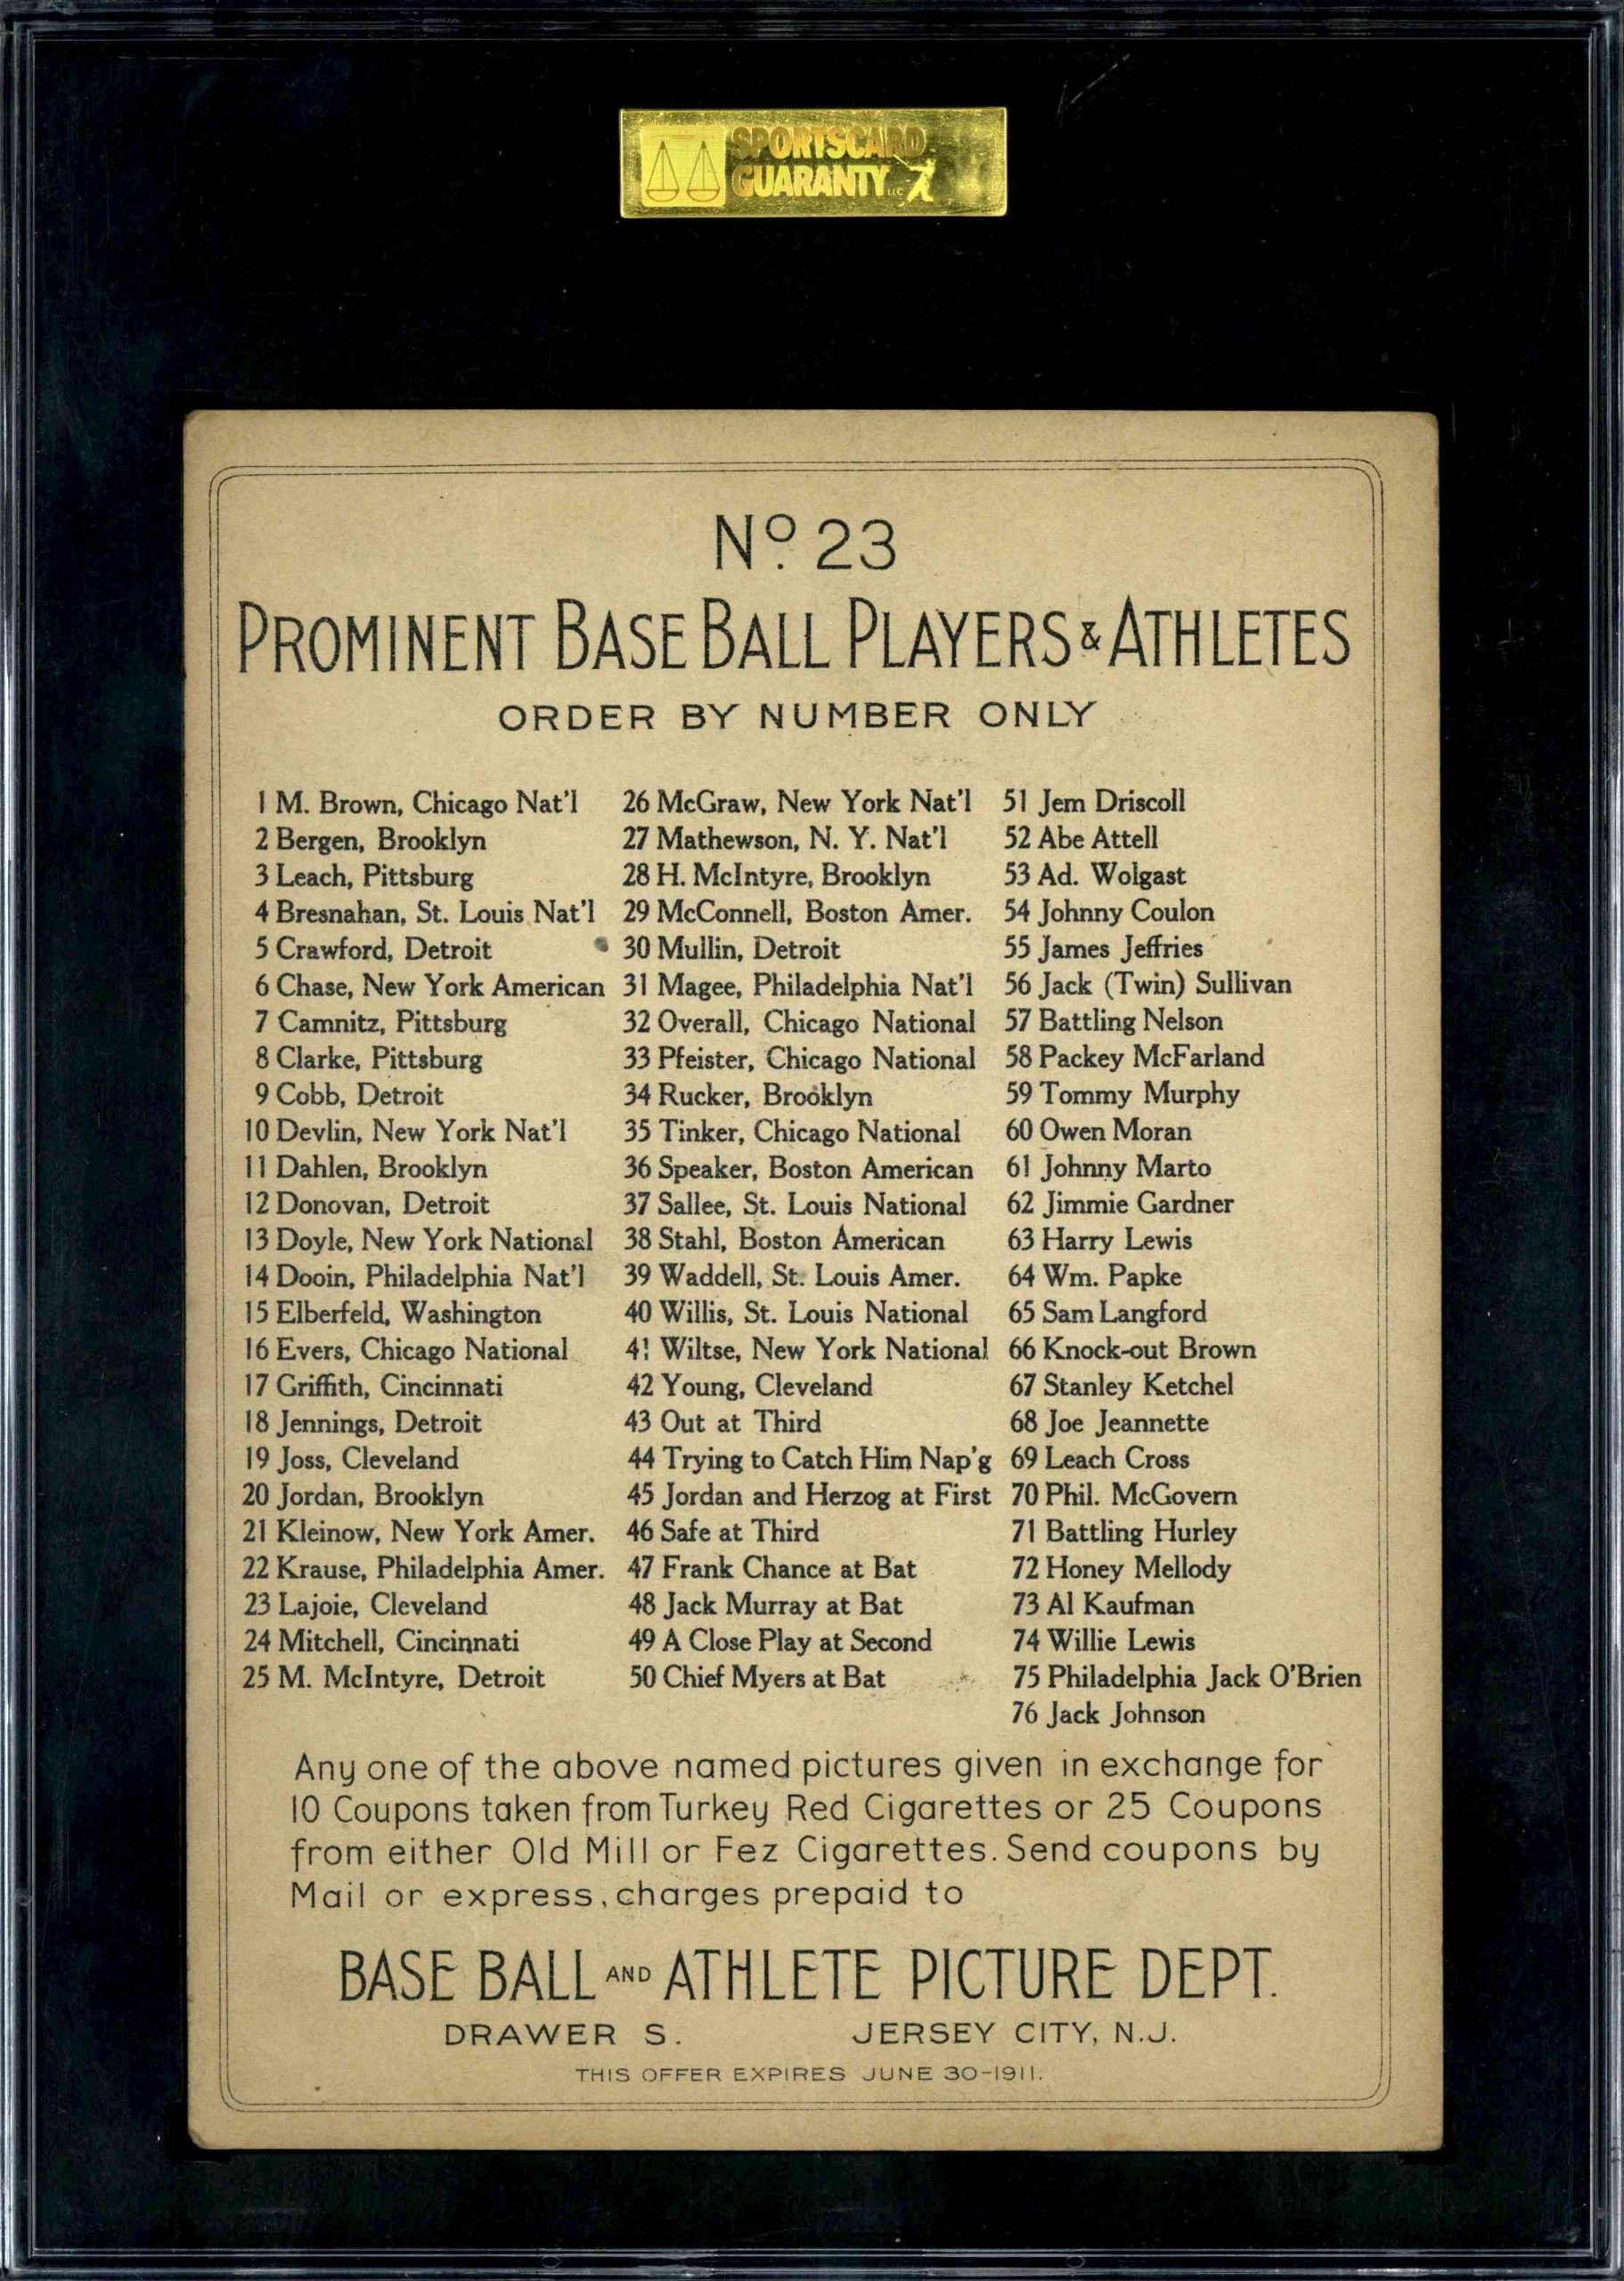 SPORTSCARD
GUARANTY LLC
Nº 23
PROMINENT BASE BALL PLAYERS & ATHLETES
ORDER BY NUMBER ONLY
1 M. Brown, Chicago Nat'l
2 Bergen, Brooklyn
3 Leach, Pittsburg
4 Bresnahan, St. Louis Nat'l
5 Crawford, Detroit
6 Chase, New York American
7 Camnitz, Pittsburg
8 Clarke, Pittsburg
9 Cobb, Detroit
10 Devlin, New York Nat'l
11 Dahlen, Brooklyn
12 Donovan, Detroit
13 Doyle, New York National
14 Dooin, Philadelphia Nat'l
15 Elberfeld, Washington
16 Evers, Chicago National
17 Griffith, Cincinnati
18 Jennings, Detroit
19 Joss, Cleveland
20 Jordan, Brooklyn
21 Kleinow, New York Amer.
22 Krause, Philadelphia Amer.
23 Lajoie, Cleveland
24 Mitchell, Cincinnati
25 M. McIntyre, Detroit
26 McGraw, New York Nat'l
27 Mathewson, N. Y. Nat'l
28 H. McIntyre, Brooklyn
29 McConnell, Boston Amer.
30 Mullin, Detroit
31 Magee, Philadelphia Nat'l
32 Overall, Chicago National
33 Pfeister, Chicago National
34 Rucker, Brooklyn
35 Tinker, Chicago National
36 Speaker, Boston American
37 Sallee, St. Louis National
38 Stahl, Boston American
39 Waddell, St. Louis Amer.
40 Willis, St. Louis National
41 Wiltse, New York National
42 Young, Cleveland
43 Out at Third
44 Trying to Catch Him Nap'g
45 Jordan and Herzog at First
46 Safe at Third
47 Frank Chance at Bat
48 Jack Murray at Bat
49 A Close Play at Second
50 Chief Myers at Bat
51 Jem Driscoll
52 Abe Attell
53 Ad. Wolgast
54 Johnny Coulon
55 James Jeffries
56 Jack (Twin) Sullivan
57 Battling Nelson
58 Packey McFarland
59 Tommy Murphy
60 Owen Moran
61 Johnny Marto
62 Jimmie Gardner
63 Harry Lewis
64 Wm. Papke
65 Sam Langford
66 Knock-out Brown
67 Stanley Ketchel
68 Joe Jeannette
69 Leach Cross
70 Phil. McGovern
71 Battling Hurley
72 Honey Mellody
73 Al Kaufman
74 Willie Lewis
75 Philadelphia Jack O'Brien
76 Jack Johnson
Any one of the above named pictures given in exchange for
10 Coupons taken from Turkey Red Cigarettes or 25 Coupons
from either Old Mill or Fez Cigarettes. Send coupons by
Mail or express, charges prepaid to
BASE BALL AND ATHLETE PICTURE DEPT.
DRAWER S. JERSEY CITY, N.J.
THIS OFFER EXPIRES JUNE 30-1911.